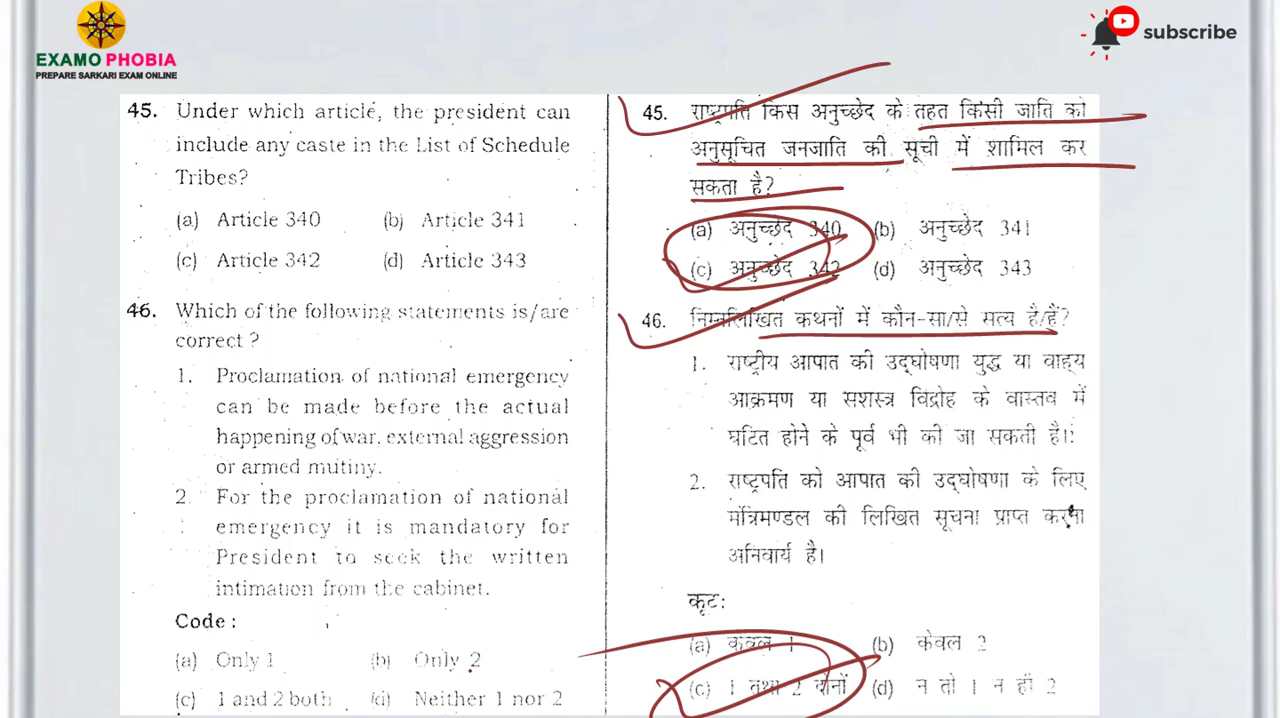 EXAMO PHOBIA
PREPARE SARKARI EXAM ONLINE
subscribe
45. Under which article, the president can
include any caste in the List of Schedule
Tribes?
(a) Article 340 (b) Article 341
(c) Article 342 (d) Article 343
46. Which of the following statements is/are
correct ?
1. Proclamation of national emergency
can be made before the actual
happening of war, external aggression
or armed mutiny.
2. For the proclamation of national
emergency it is mandatory for
President to seek the written
intimation from the cabinet.
Code :
(a) Only 1 (b) Only 2
(c) 1 and 2 both (d) Neither 1 nor 2
45. राष्ट्रपति किस अनुच्छेद के तहत किसी जाति को
अनुसूचित जनजाति की सूची में शामिल कर
सकता है?
(a) अनुच्छेद 340 (b) अनुच्छेद 341
(c) अनुच्छेद 342 (d) अनुच्छेद 343
46. निम्नलिखित कथनों में कौन-सा/से सत्य है/हैं?
1. राष्ट्रीय आपात की उद्घोषणा युद्ध या वाह्य
आक्रमण या सशस्त्र विद्रोह के वास्तव में
घटित होने के पूर्व भी की जा सकती है।
2. राष्ट्रपति को आपात की उद्घोषणा के लिए
मंत्रिमण्डल की लिखित सूचना प्राप्त करना
अनिवार्य है।
कूटः
(a) केवल 1 (b) केवल 2
(c) 1 तथा 2 दोनों (d) न तो 1 न ही 2